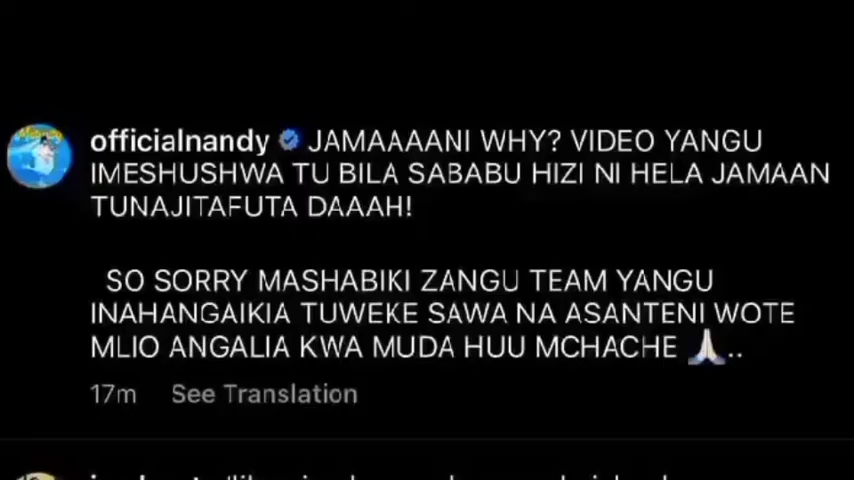 officialnandy JAMAAAANI WHY? VIDEO YANGU
IMESHUSHWA TU BILA SABABU HIZI NI HELA JAMAAN
TUNAJITAFUTA DAAAH!
SO SORRY MASHABIKI ZANGU TEAM YANGU
INAHANGAIKIA TUWEKE SAWA NA ASANTENI WOTE
MLIO ANGALIA KWA MUDA HUU MCHACHE 🙏🏻..
17m See Translation